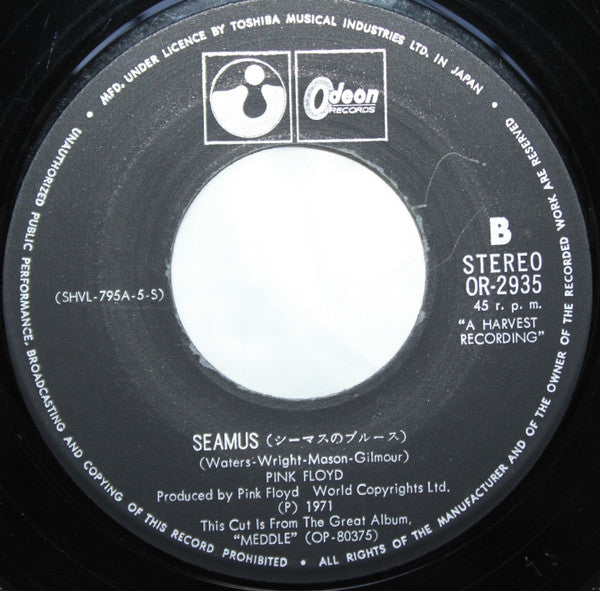 MFD. UNDER LICENCE BY TOSHIBA MUSICAL INDUSTRIES LTD. IN JAPAN •
UNAUTHORIZED PUBLIC PERFORMANCE, BROADCASTING AND COPYING OF THIS RECORD PROHIBITED • ALL RIGHTS OF THE MANUFACTURER AND OF THE OWNER OF THE RECORDED WORK ARE RESERVED •
Odeon
RECORDS
B
STEREO
OR-2935
45 r. p. m.
"A HARVEST
RECORDING"
(SHVL-795A-5-S)
SEAMUS (シーマスのブルース)
(Waters-Wright-Mason-Gilmour)
PINK FLOYD
Produced by Pink Floyd World Copyrights Ltd.
(P) 1971
This Cut Is From The Great Album,
"MEDDLE" (OP-80375)